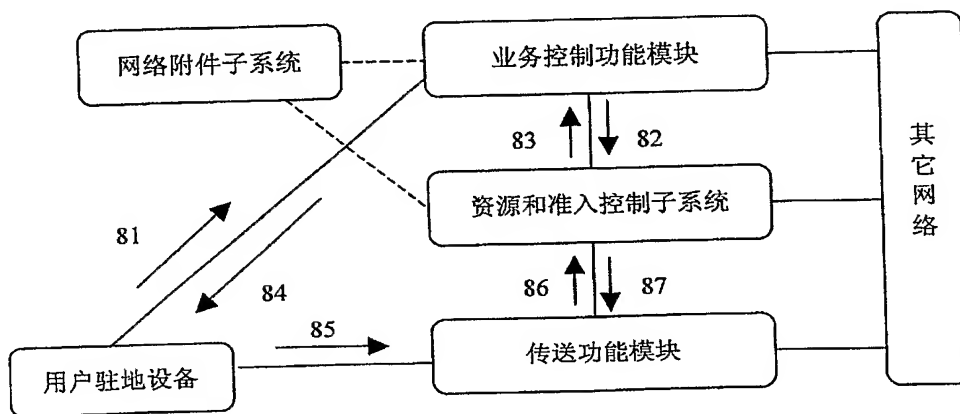 网络附件子系统
业务控制功能模块
83
82
资源和准入控制子系统
其它网络
81
84
86
87
85
传送功能模块
用户驻地设备